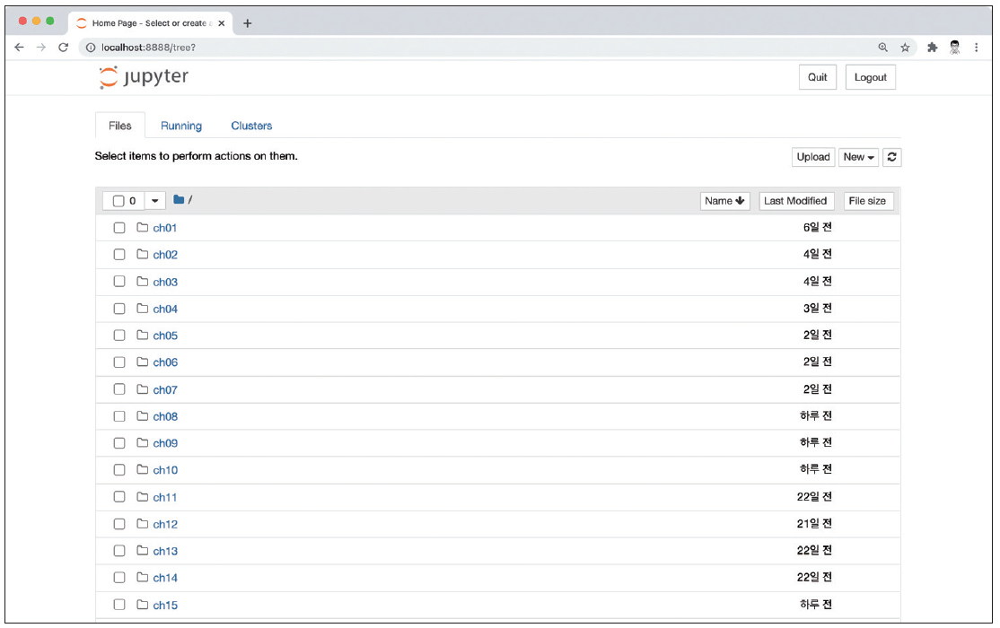 Home Page - Select or create a
localhost:8888/tree?
jupyter
Quit
Logout
Files
Running
Clusters
Select items to perform actions on them.
Upload
New
0
/
Name
Last Modified
File size
ch01 6일 전
ch02 4일 전
ch03 4일 전
ch04 3일 전
ch05 2일 전
ch06 2일 전
ch07 2일 전
ch08 하루 전
ch09 하루 전
ch10 하루 전
ch11 22일 전
ch12 21일 전
ch13 22일 전
ch14 22일 전
ch15 하루 전